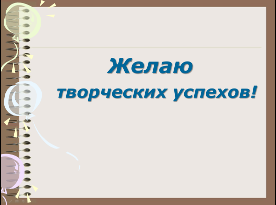 Желаю
творческих успехов!